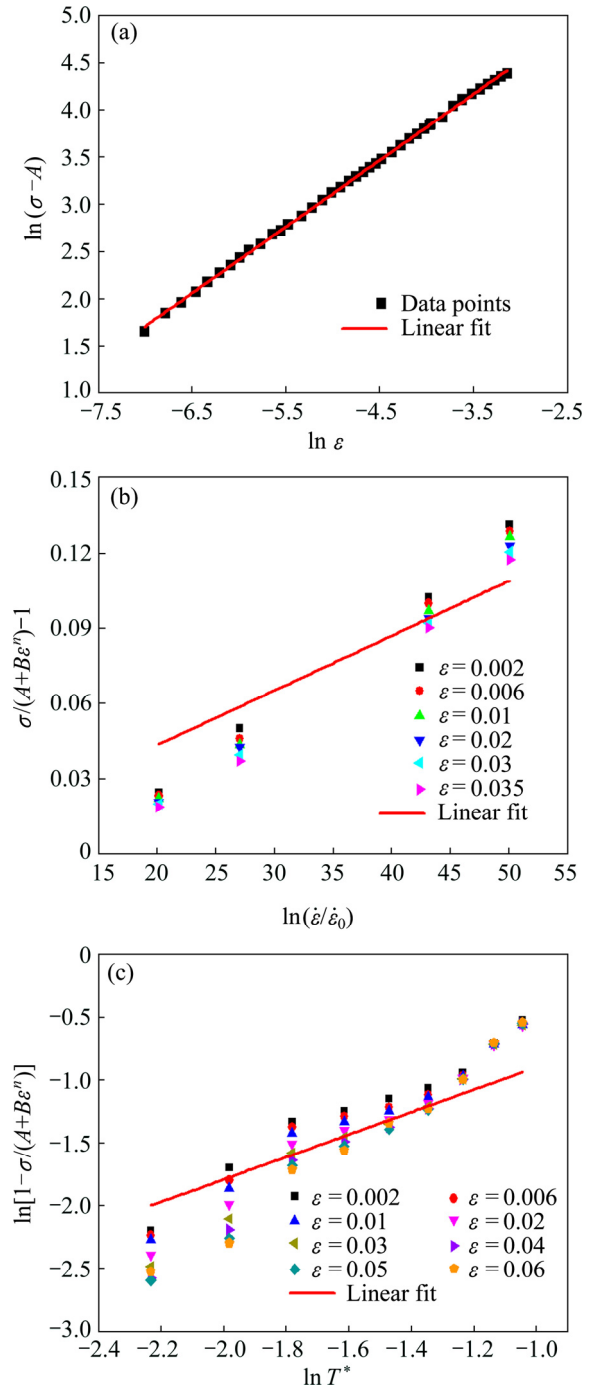 (a)
4.5
4.0
3.5
3.0
2.5
2.0
1.5
1.0
ln(σ−A)
Data points
Linear fit
−7.5 −6.5 −5.5 −4.5 −3.5 −2.5
ln ε
(b)
0.15
0.12
0.09
0.06
0.03
0
σ/(A+Bεⁿ)−1
ε=0.002
ε=0.006
ε=0.01
ε=0.02
ε=0.03
ε=0.035
Linear fit
15 20 25 30 35 40 45 50 55
ln(ε̇/ε̇₀)
(c)
0
−0.5
−1.0
−1.5
−2.0
−2.5
−3.0
ln[1−σ/(A+Bεⁿ)]
ε=0.002 ε=0.006
ε=0.01 ε=0.02
ε=0.03 ε=0.04
ε=0.05 ε=0.06
Linear fit
−2.4 −2.2 −2.0 −1.8 −1.6 −1.4 −1.2 −1.0
ln T*